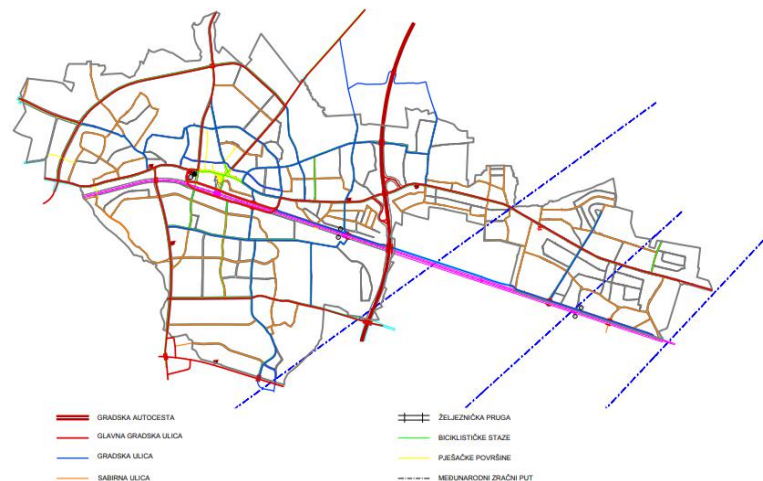 GRADSKA AUTOCESTA
GLAVNA GRADSKA ULICA
GRADSKA ULICA
SABIRNA ULICA
ŽELJEZNIČKA PRUGA
BICIKLISTIČKE STAZE
PJEŠAČKE POVRŠINE
MEĐUNARODNI ZRAČNI PUT